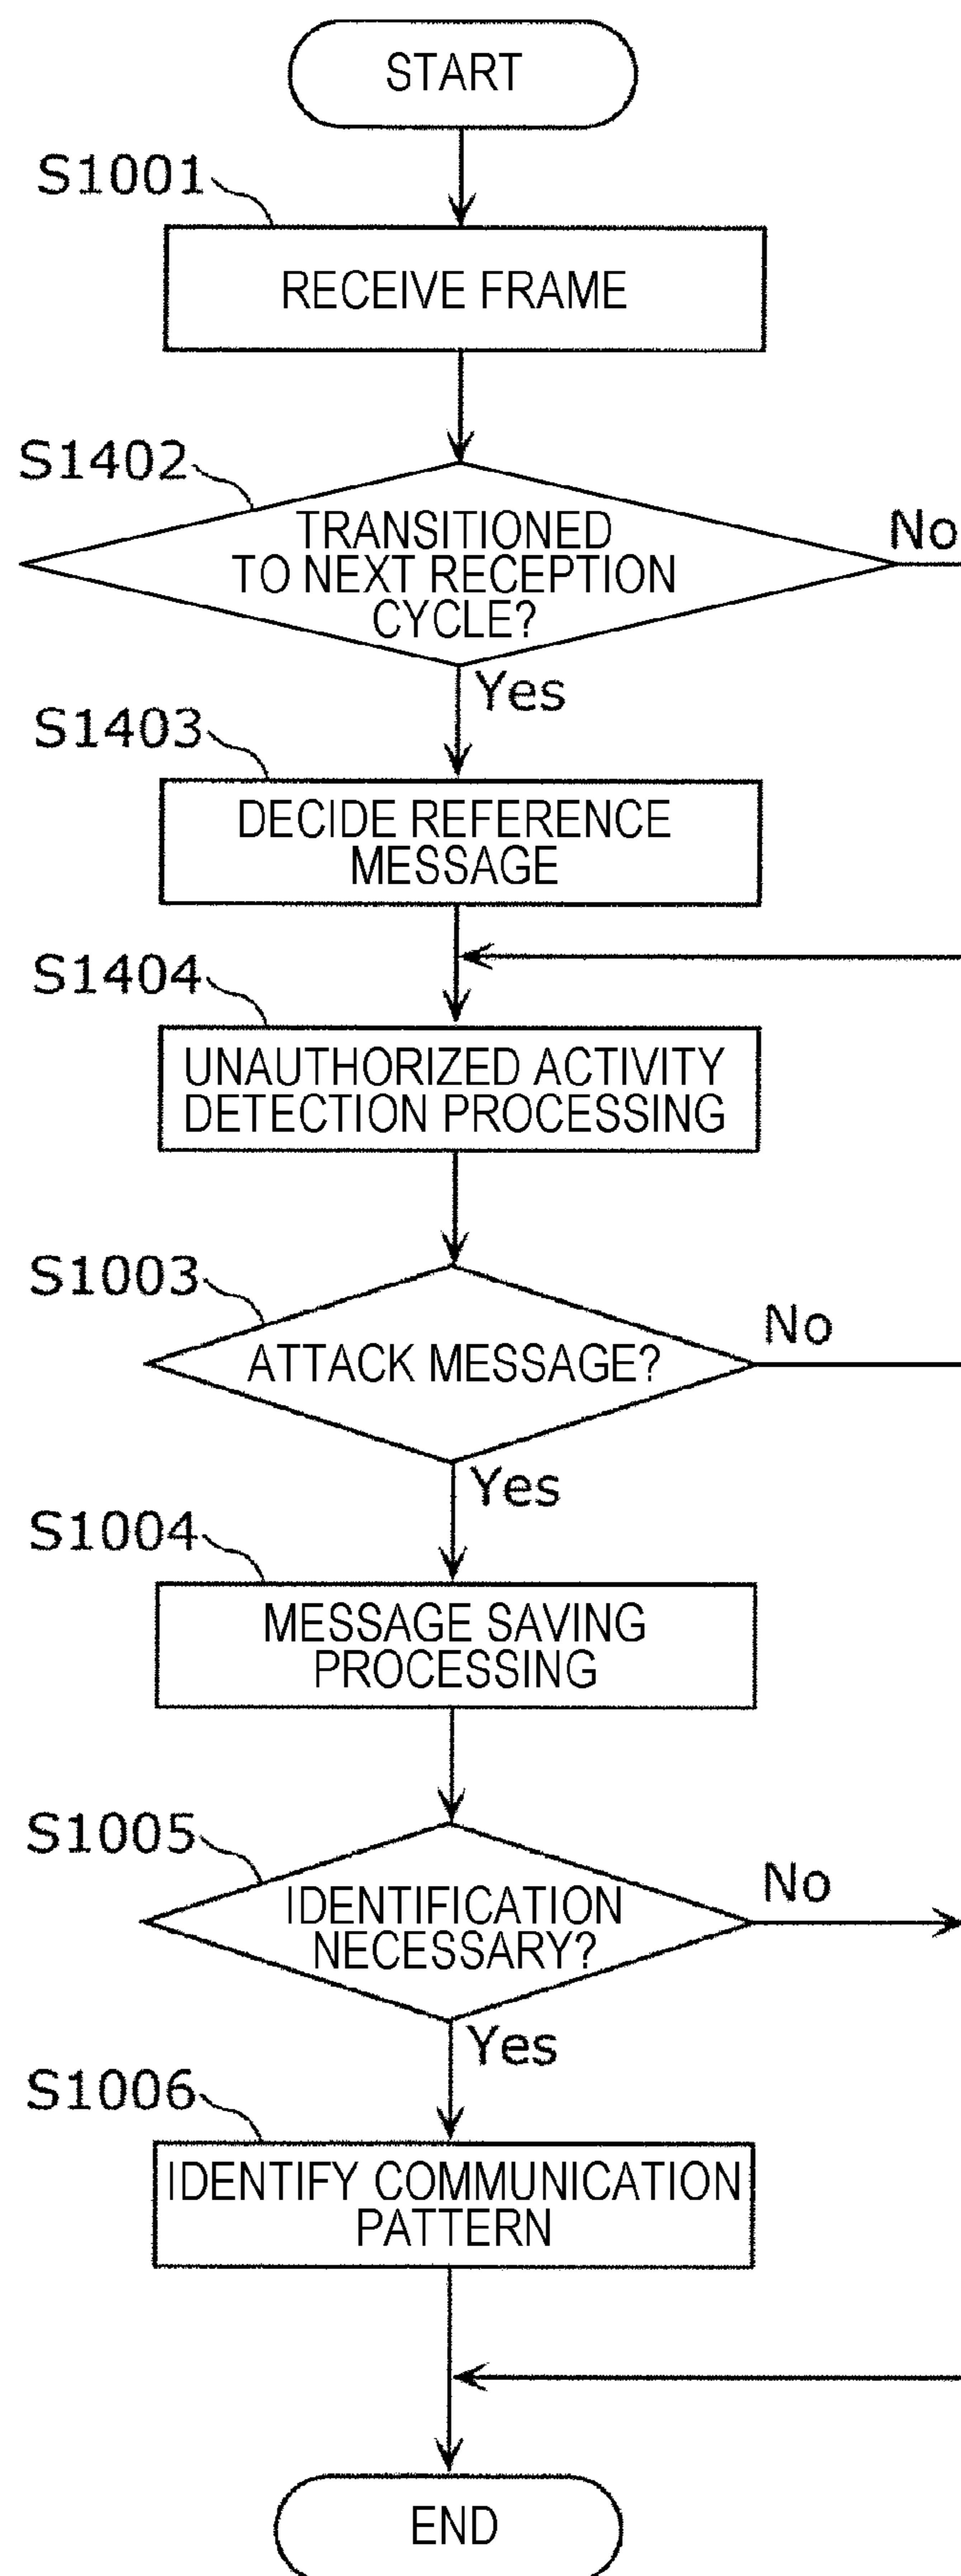 START
S1001
RECEIVE FRAME
S1402
TRANSITIONED
TO NEXT RECEPTION
CYCLE?
No
Yes
S1403
DECIDE REFERENCE
MESSAGE
S1404
UNAUTHORIZED ACTIVITY
DETECTION PROCESSING
S1003
ATTACK MESSAGE?
No
Yes
S1004
MESSAGE SAVING
PROCESSING
S1005
IDENTIFICATION
NECESSARY?
No
Yes
S1006
IDENTIFY COMMUNICATION
PATTERN
END